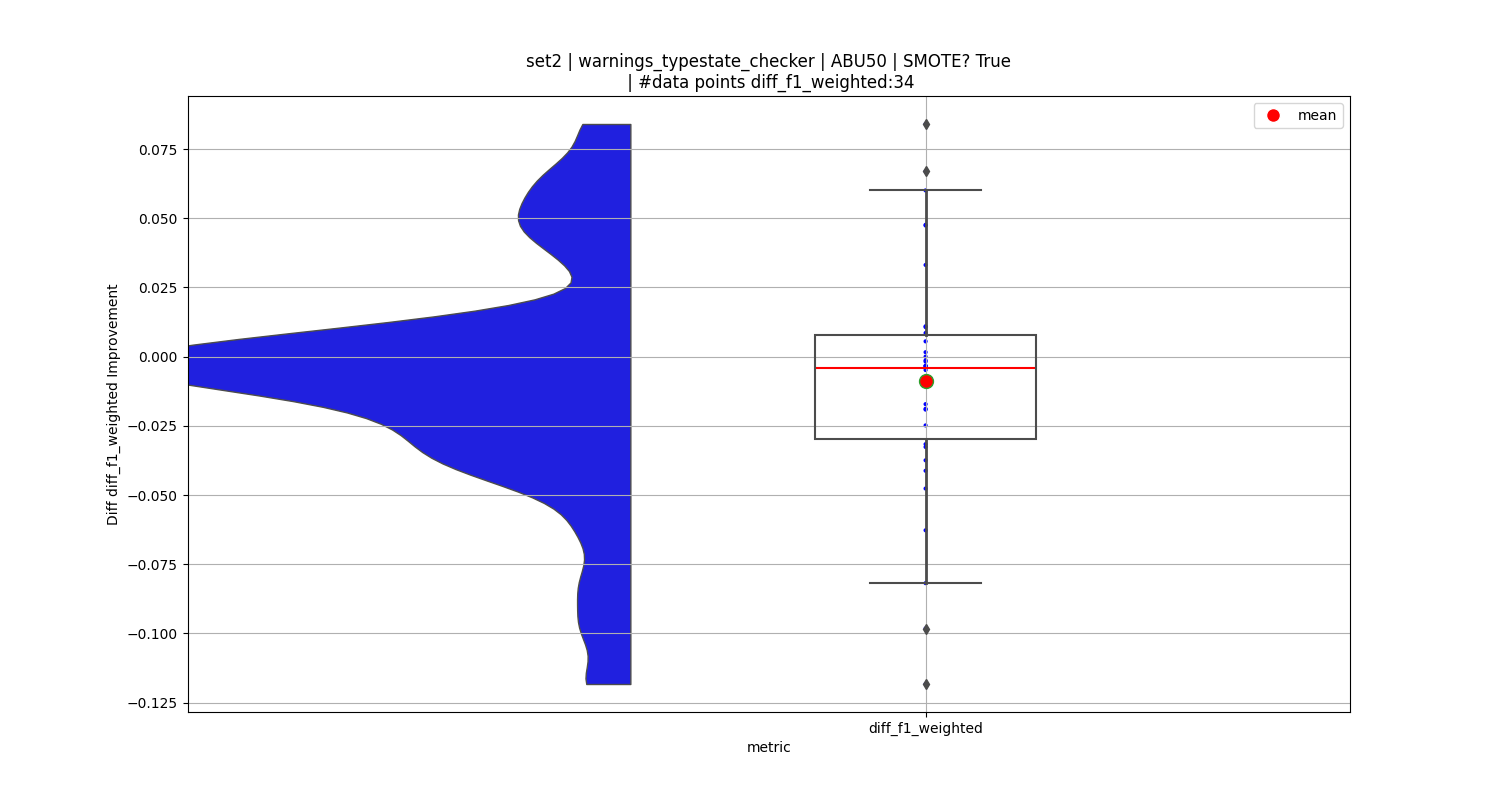 set2 | warnings_typestate_checker | ABU50 | SMOTE? True
| #data points diff_f1_weighted:34
mean
0.075
0.050
0.025
0.000
−0.025
−0.050
−0.075
−0.100
−0.125
Diff diff_f1_weighted Improvement
diff_f1_weighted
metric